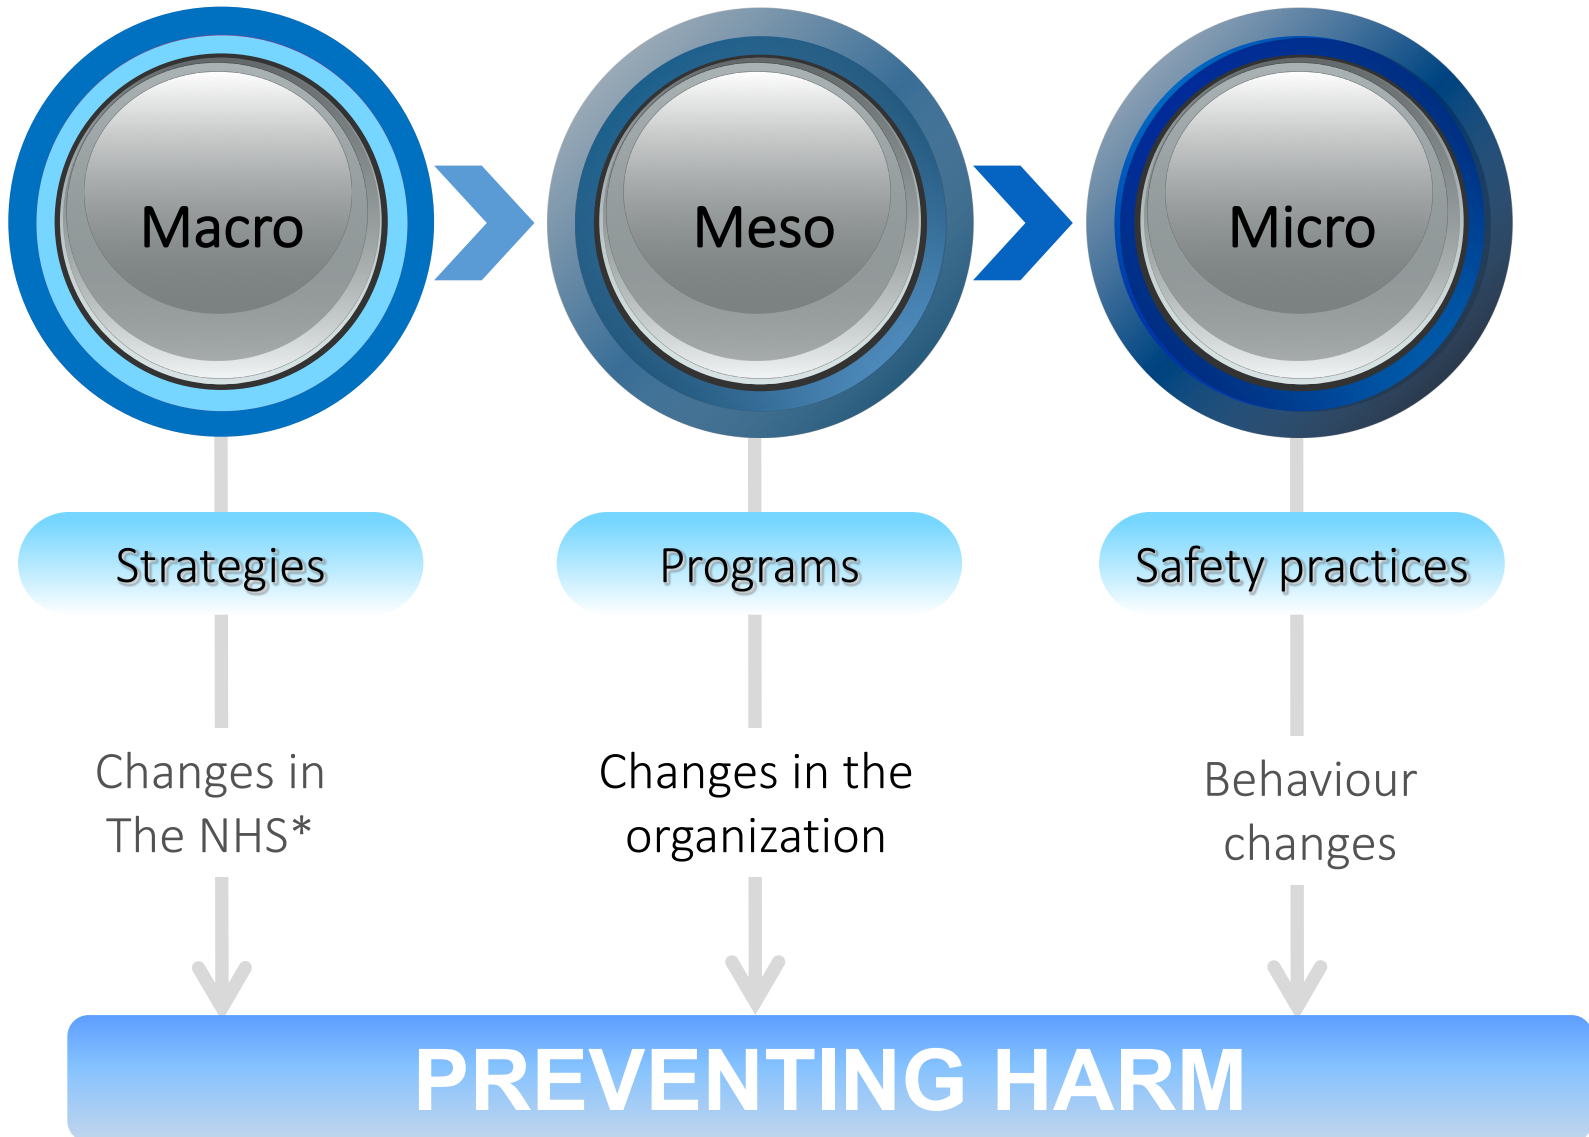 Macro
Meso
Micro
Strategies
Programs
Safety practices
Changes in
The NHS*
Changes in the
organization
Behaviour
changes
PREVENTING HARM